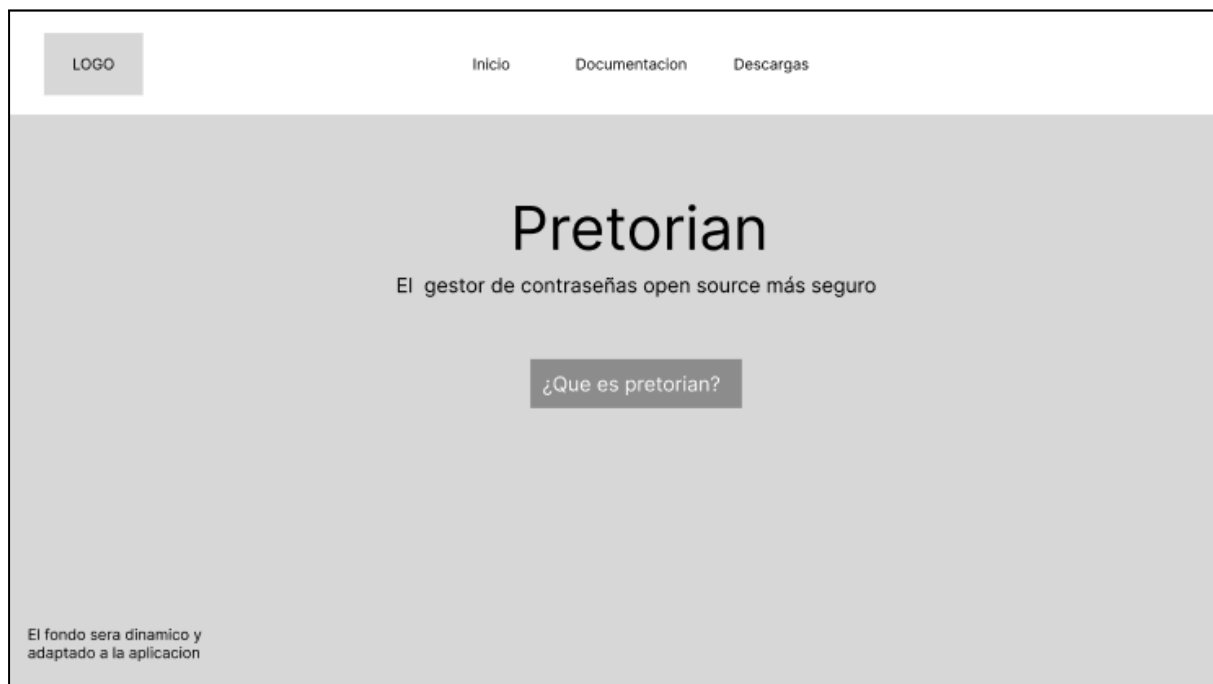 LOGO
Inicio Documentacion Descargas
Pretorian
El gestor de contraseñas open source más seguro
¿Que es pretorian?
El fondo sera dinamico y
adaptado a la aplicacion